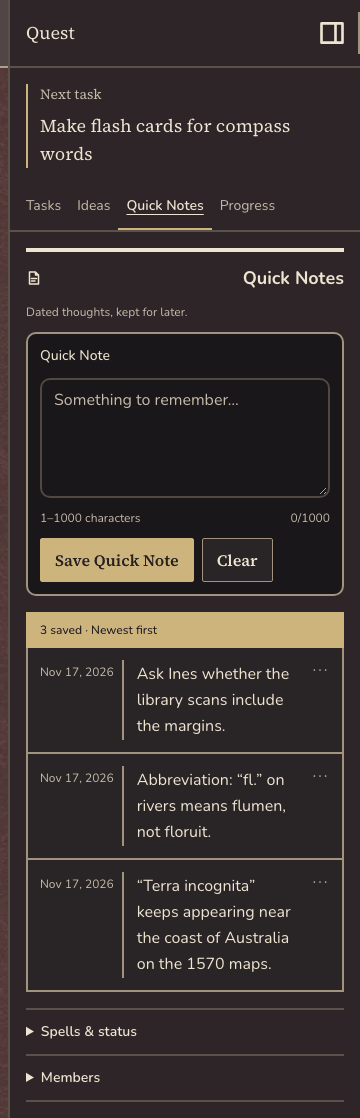 Quest
Next task
Make flash cards for compass
words
Tasks Ideas Quick Notes Progress
Quick Notes
Dated thoughts, kept for later.
Quick Note
Something to remember...
1–1000 characters 0/1000
Save Quick Note Clear
3 saved · Newest first
Nov 17, 2026 Ask Ines whether the ...
library scans include
the margins.
Nov 17, 2026 Abbreviation: “fl.” on ...
rivers means flumen,
not floruit.
Nov 17, 2026 “Terra incognita” ...
keeps appearing near
the coast of Australia
on the 1570 maps.
Spells & status
Members